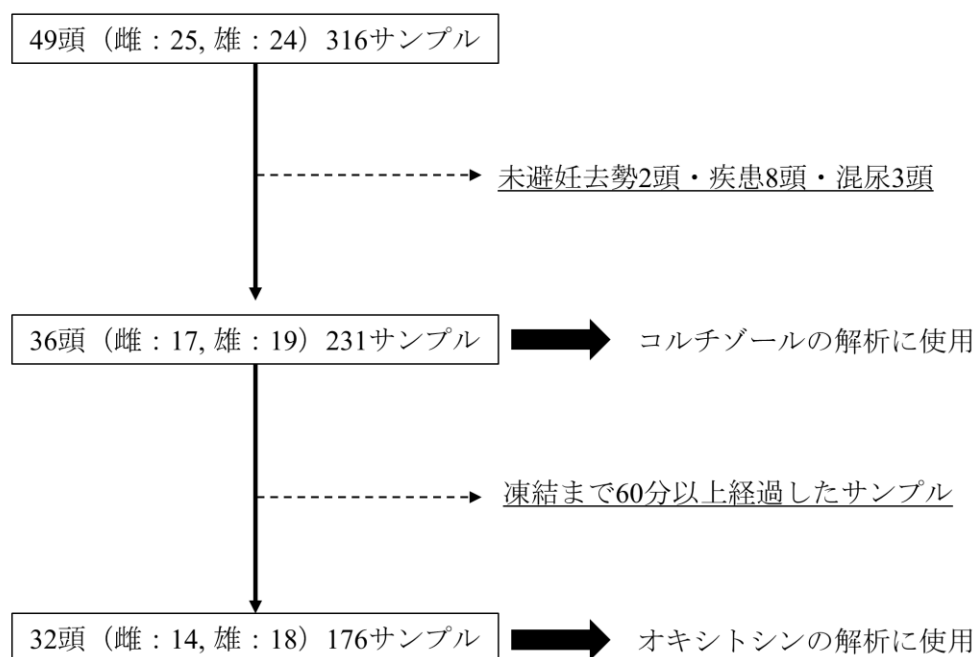 49頭（雌：25, 雄：24）316サンプル
未避妊去勢2頭・疾患8頭・混尿3頭
36頭（雌：17, 雄：19）231サンプル
コルチゾールの解析に使用
凍結まで60分以上経過したサンプル
32頭（雌：14, 雄：18）176サンプル
オキシトシンの解析に使用